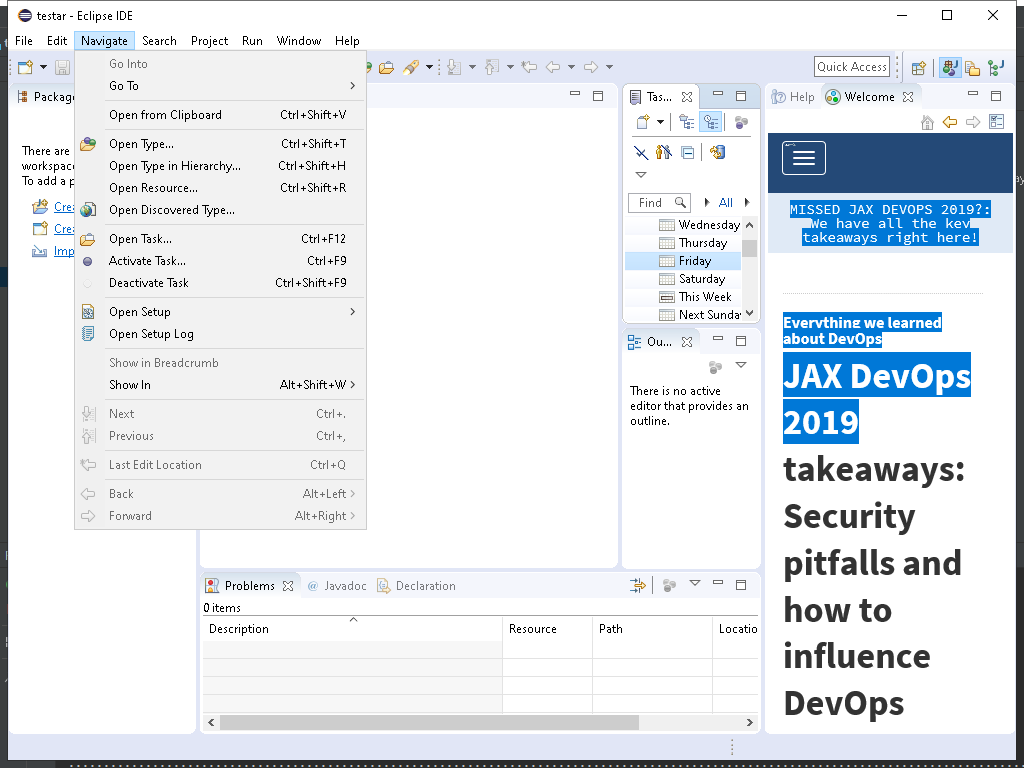 testar - Eclipse IDE
File Edit Navigate Search Project Run Window Help
Quick Access
Go Into
Go To
Open from Clipboard Ctrl+Shift+V
Open Type... Ctrl+Shift+T
Open Type in Hierarchy... Ctrl+Shift+H
Open Resource... Ctrl+Shift+R
Open Discovered Type...
Open Task... Ctrl+F12
Activate Task... Ctrl+F9
Deactivate Task Ctrl+Shift+F9
Open Setup
Open Setup Log
Show in Breadcrumb
Show In Alt+Shift+W
Next Ctrl+.
Previous Ctrl+,
Last Edit Location Ctrl+Q
Back Alt+Left
Forward Alt+Right
Packag
There are
workspac
To add a p
Crea
Crea
Imp
Tas...
Find All
Wednesday
Thursday
Friday
Saturday
This Week
Next Sunda
Ou...
There is no active
editor that provides an
outline.
Help Welcome
MISSED JAX DEVOPS 2019?:
We have all the key
takeaways right here!
Everything we learned
about DevOps
JAX DevOps
2019
takeaways:
Security
pitfalls and
how to
influence
DevOps
Problems Javadoc Declaration
0 items
Description Resource Path Locatio